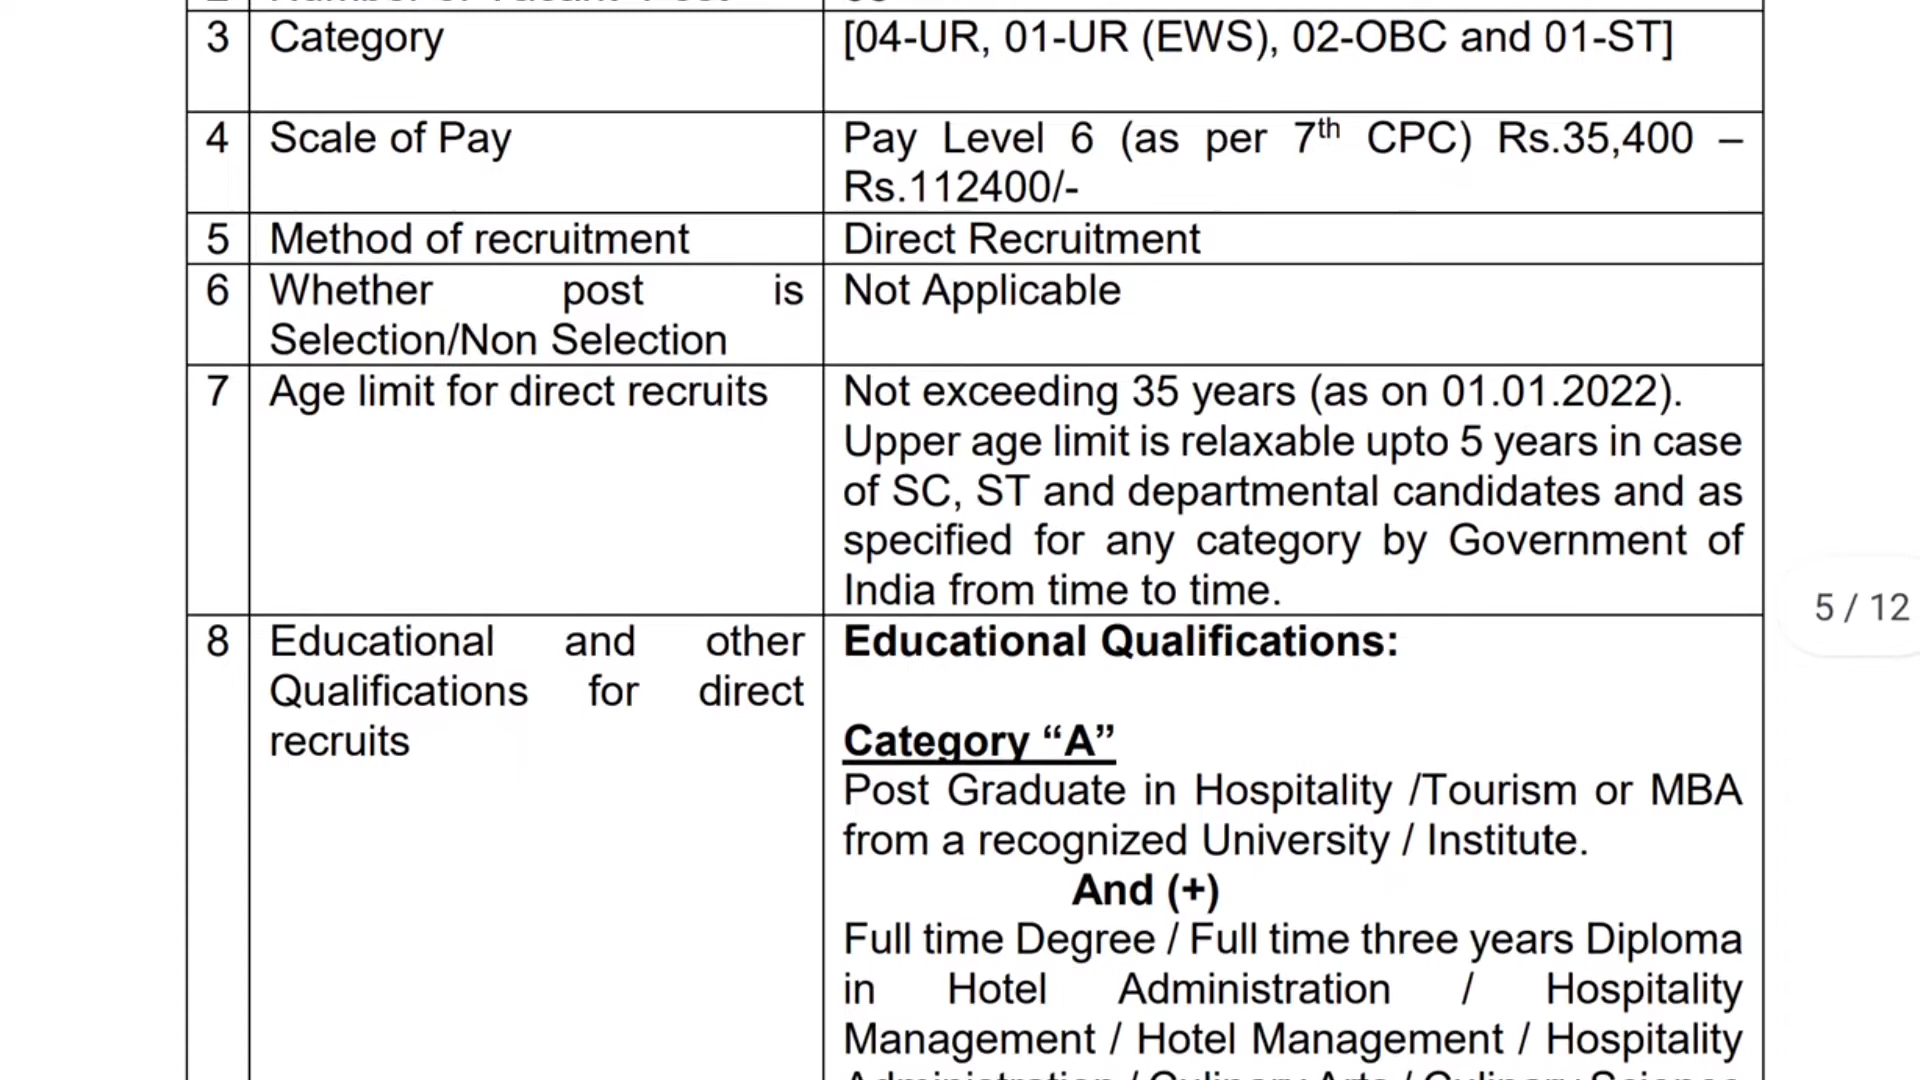 3 Category [04-UR, 01-UR (EWS), 02-OBC and 01-ST]
4 Scale of Pay Pay Level 6 (as per 7th CPC) Rs.35,400 –
Rs.112400/-
5 Method of recruitment Direct Recruitment
6 Whether post is Not Applicable
Selection/Non Selection
7 Age limit for direct recruits Not exceeding 35 years (as on 01.01.2022).
Upper age limit is relaxable upto 5 years in case
of SC, ST and departmental candidates and as
specified for any category by Government of
India from time to time.
5 / 12
8 Educational and other Educational Qualifications:
Qualifications for direct
recruits Category “A”
Post Graduate in Hospitality /Tourism or MBA
from a recognized University / Institute.
And (+)
Full time Degree / Full time three years Diploma
in Hotel Administration / Hospitality
Management / Hotel Management / Hospitality